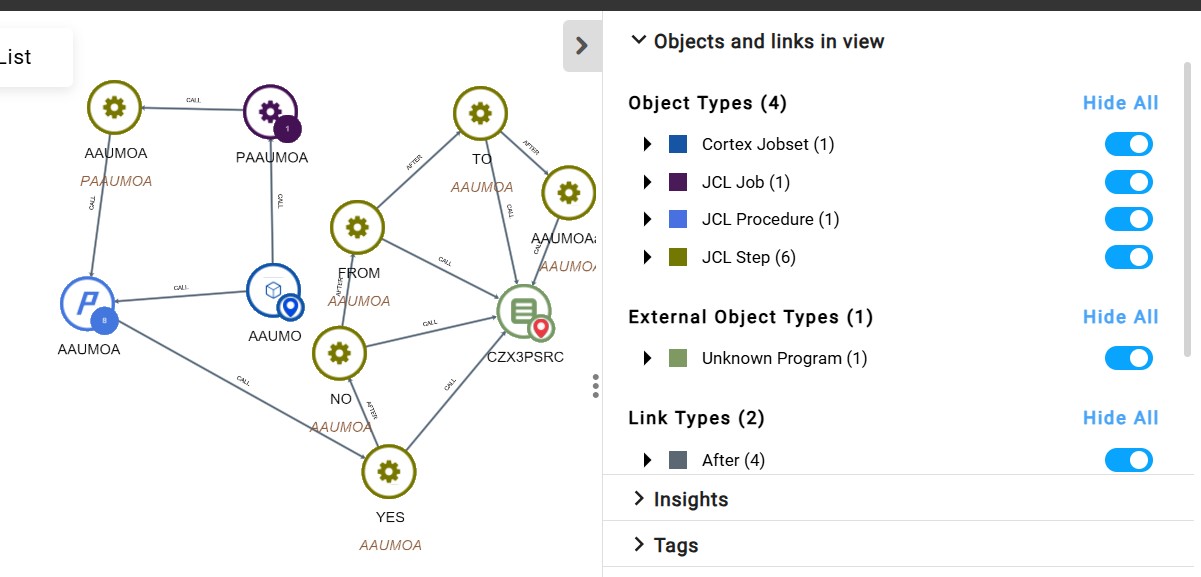 List
CALL
AAUMOA
PAAUMOA
1
PAAUMOA
CALL
CALL
TO
AAUMOA
AFTER
AFTER
CALL
AAUMOA
CALL
AAUMOA
FROM
AAUMOA
CALL
AFTER
CALL
8
AAUMOA
AAUMO
CALL
CZX3PSRC
NO
AAUMOA
CALL
AFTER
CALL
YES
AAUMOA
Objects and links in view
Object Types (4)
Hide All
Cortex Jobset (1)
JCL Job (1)
JCL Procedure (1)
JCL Step (6)
External Object Types (1)
Hide All
Unknown Program (1)
Link Types (2)
Hide All
After (4)
Insights
Tags